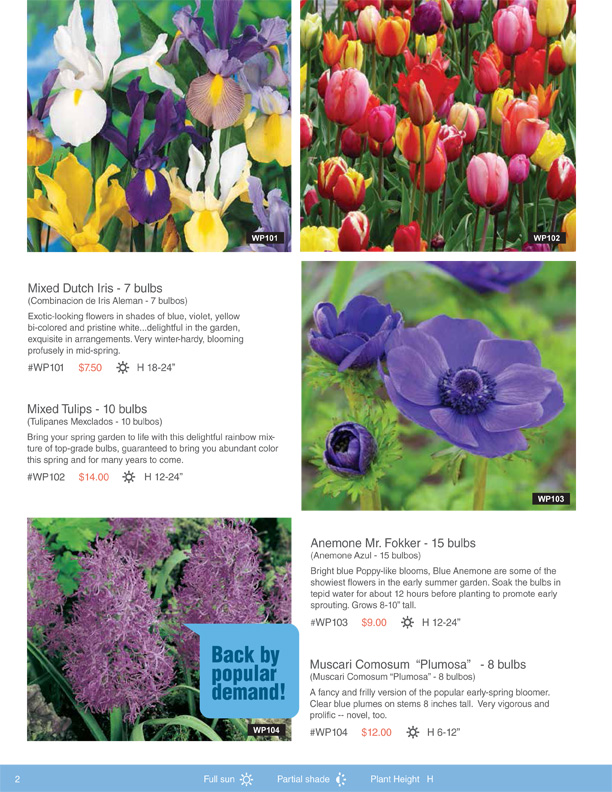 WP101
WP102
Mixed Dutch Iris - 7 bulbs
(Combinacion de Iris Aleman - 7 bulbos)
Exotic-looking flowers in shades of blue, violet, yellow
bi-colored and pristine white...delightful in the garden,
exquisite in arrangements. Very winter-hardy, blooming
profusely in mid-spring.
#WP101 $7.50 H 18-24"
Mixed Tulips - 10 bulbs
(Tulipanes Mexclados - 10 bulbos)
Bring your spring garden to life with this delightful rainbow mix-
ture of top-grade bulbs, guaranteed to bring you abundant color
this spring and for many years to come.
#WP102 $14.00 H 12-24"
WP103
Back by
popular
demand!
WP104
Anemone Mr. Fokker - 15 bulbs
(Anemone Azul - 15 bulbos)
Bright blue Poppy-like blooms, Blue Anemone are some of the
showiest flowers in the early summer garden. Soak the bulbs in
tepid water for about 12 hours before planting to promote early
sprouting. Grows 8-10" tall.
#WP103 $9.00 H 12-24"
Muscari Comosum "Plumosa" - 8 bulbs
(Muscari Comosum "Plumosa" - 8 bulbos)
A fancy and frilly version of the popular early-spring bloomer.
Clear blue plumes on stems 8 inches tall. Very vigorous and
prolific -- novel, too.
#WP104 $12.00 H 6-12"
2 Full sun Partial shade Plant Height H